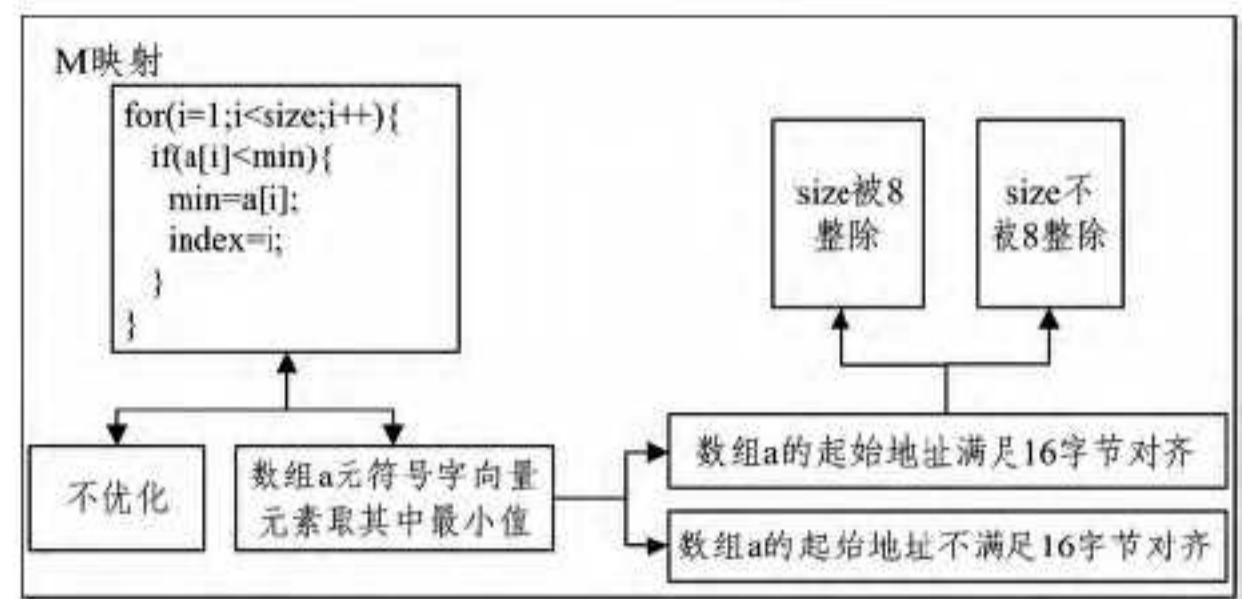 M映射
for(i=1;i<size;i++){
if(a[i]<min){
min=a[i];
index=i;
}
}
size被8
整除
size不
被8整除
不优化
数组a元符号字向量
元素取其中最小值
数组a的起始地址满足16字节对齐
数组a的起始地址不满足16字节对齐